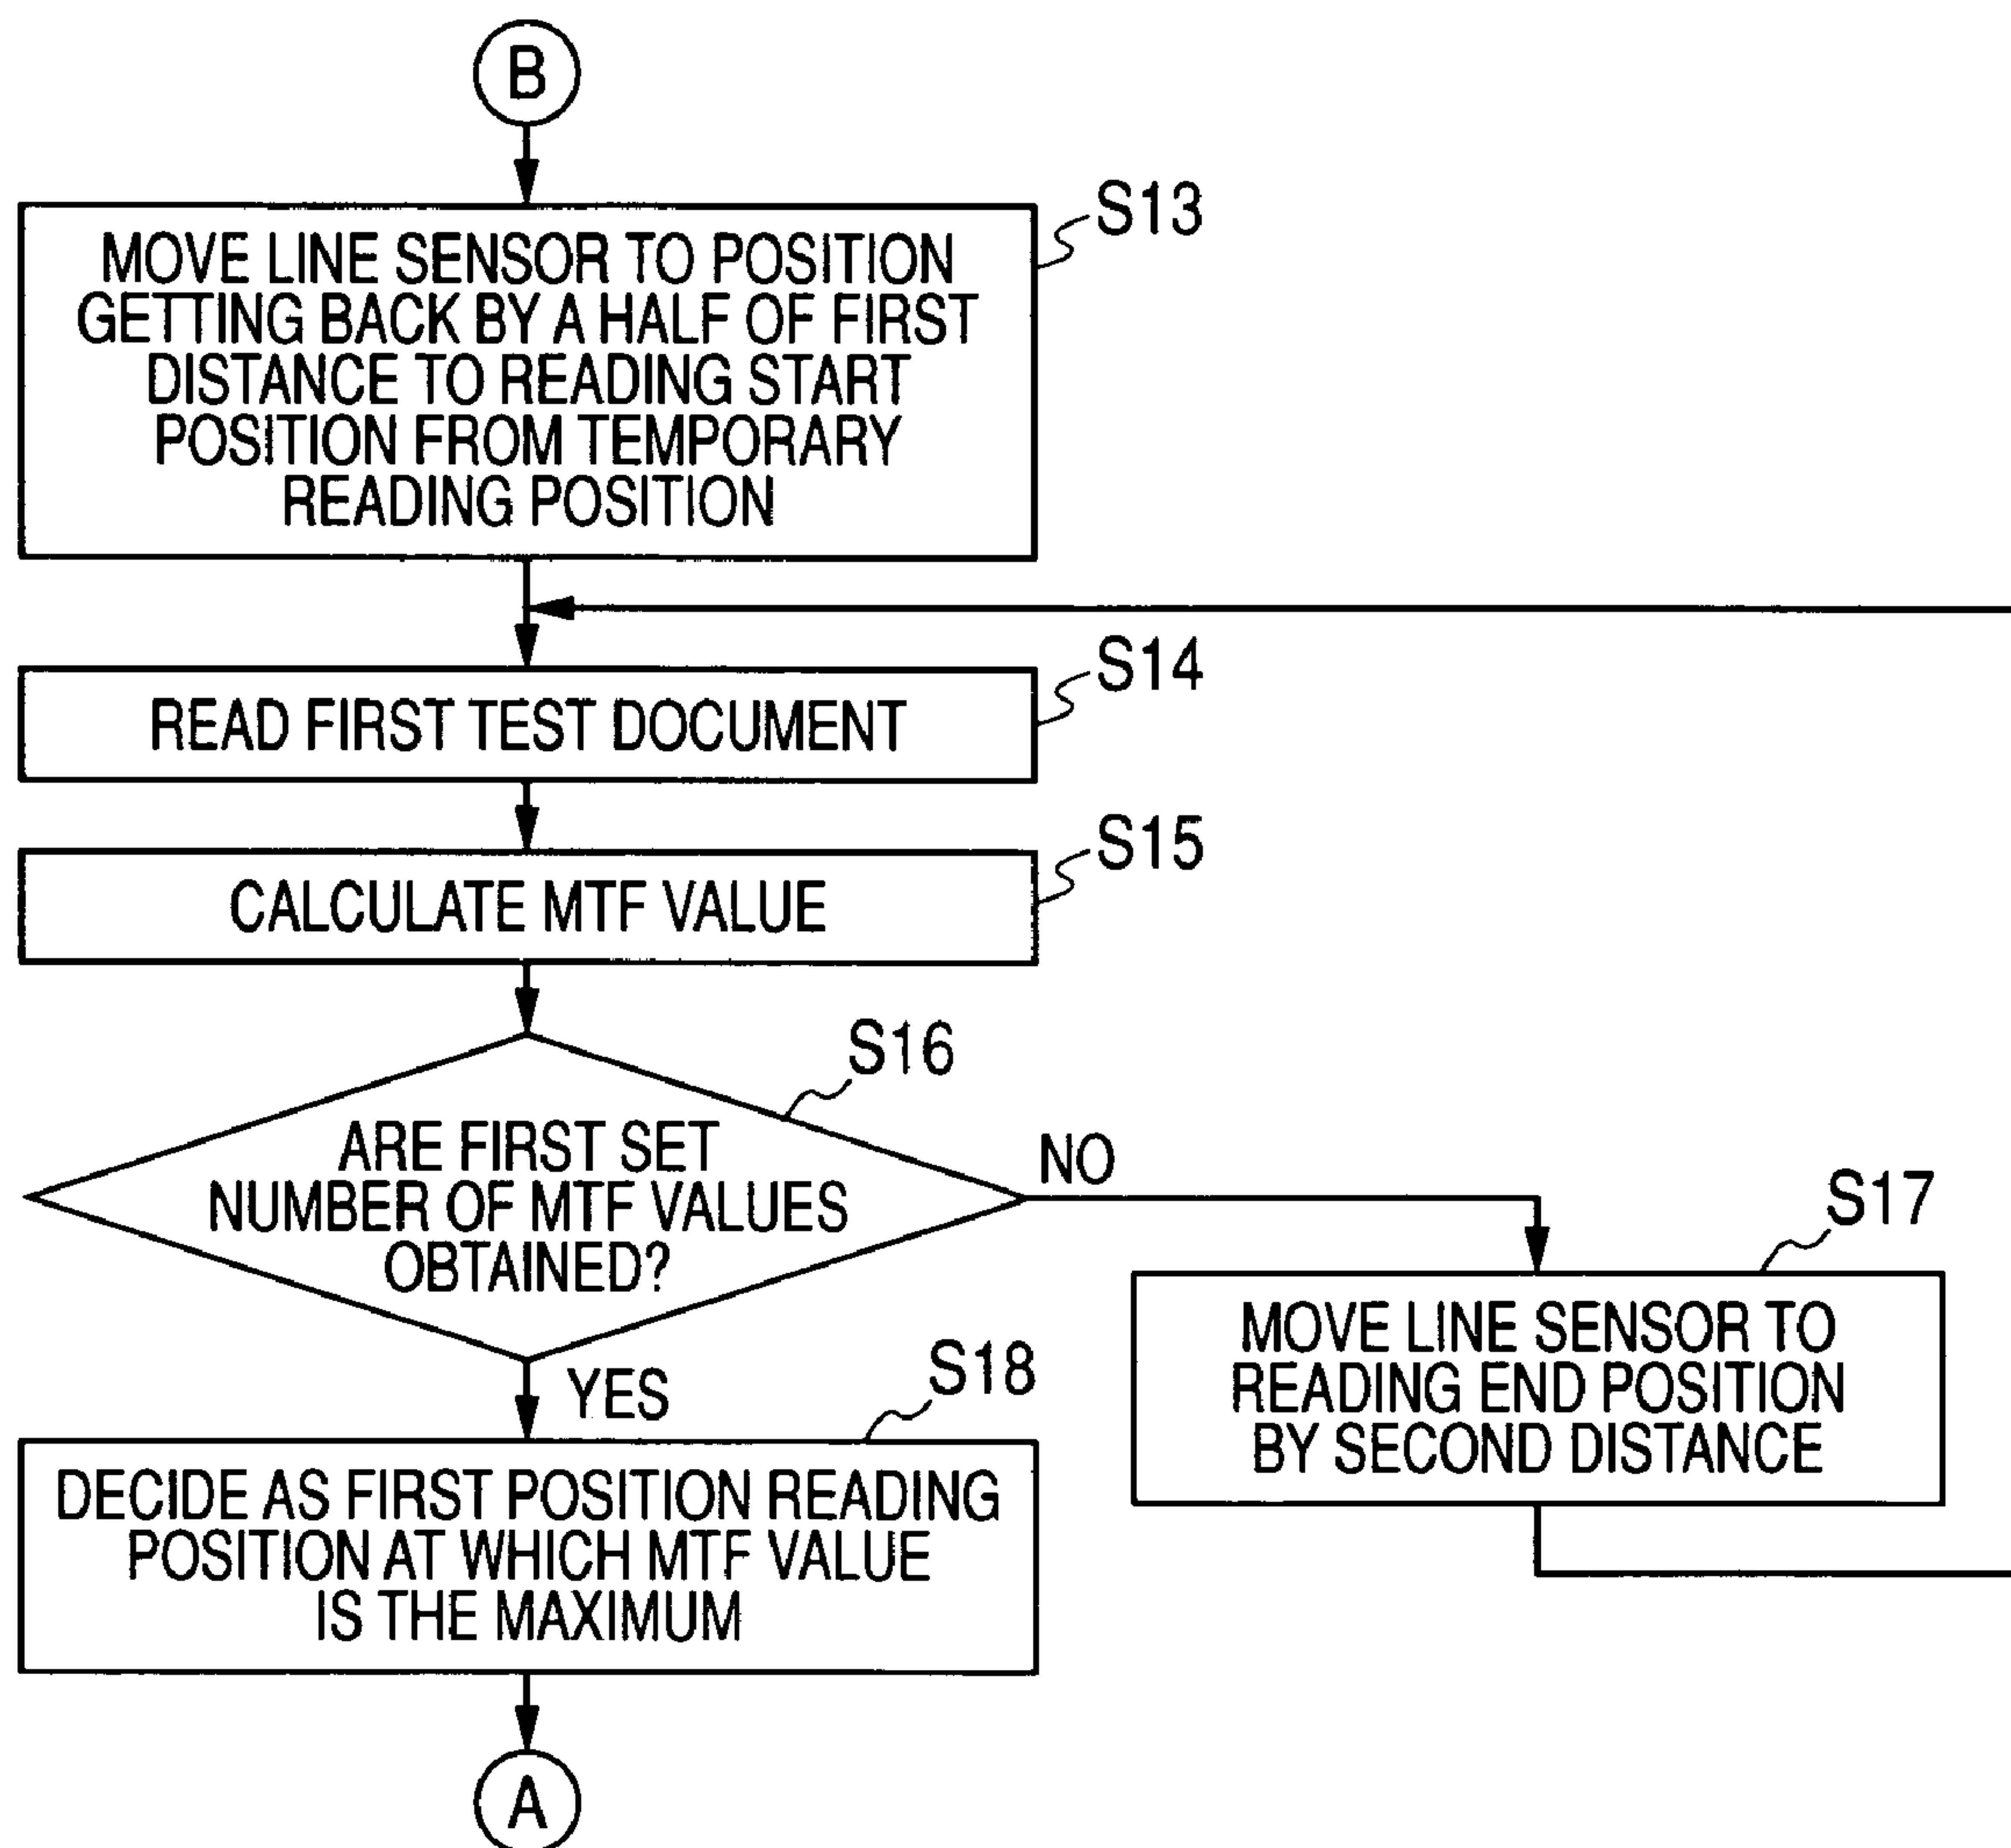 B
S13
MOVE LINE SENSOR TO POSITION
GETTING BACK BY A HALF OF FIRST
DISTANCE TO READING START
POSITION FROM TEMPORARY
READING POSITION
S14
READ FIRST TEST DOCUMENT
S15
CALCULATE MTF VALUE
S16
ARE FIRST SET
NUMBER OF MTF VALUES
OBTAINED?
NO
S17
MOVE LINE SENSOR TO
READING END POSITION
BY SECOND DISTANCE
YES
S18
DECIDE AS FIRST POSITION READING
POSITION AT WHICH MTF VALUE
IS THE MAXIMUM
A